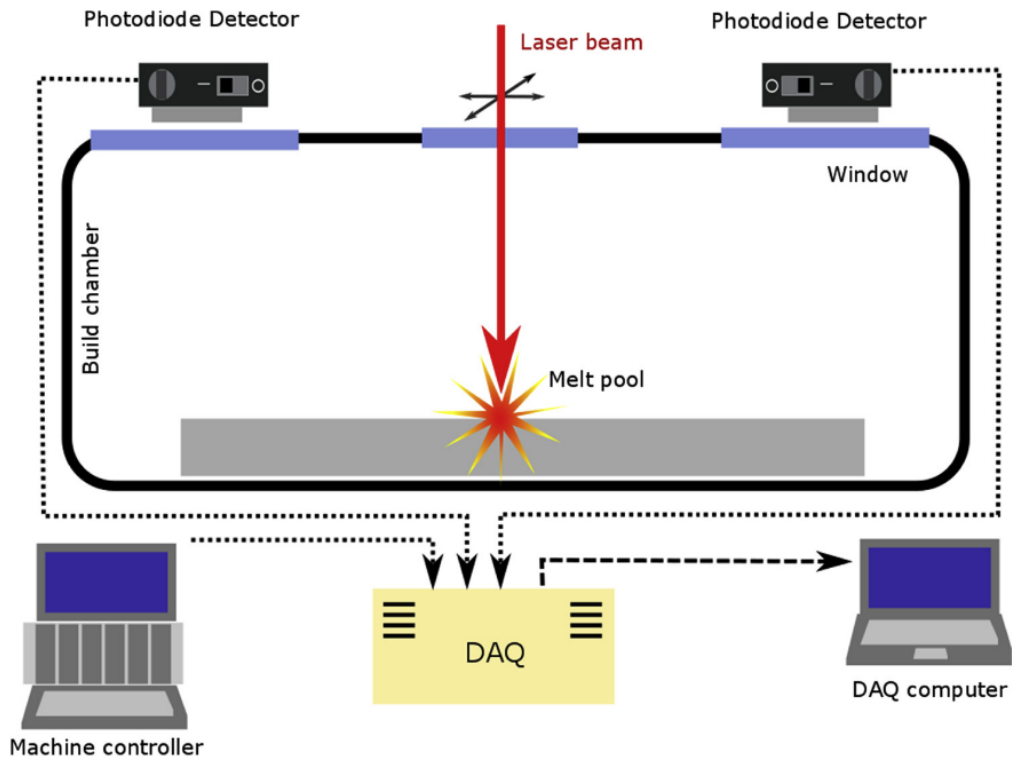 Photodiode Detector
Photodiode Detector
Laser beam
Window
Build chamber
Melt pool
DAQ
DAQ computer
Machine controller